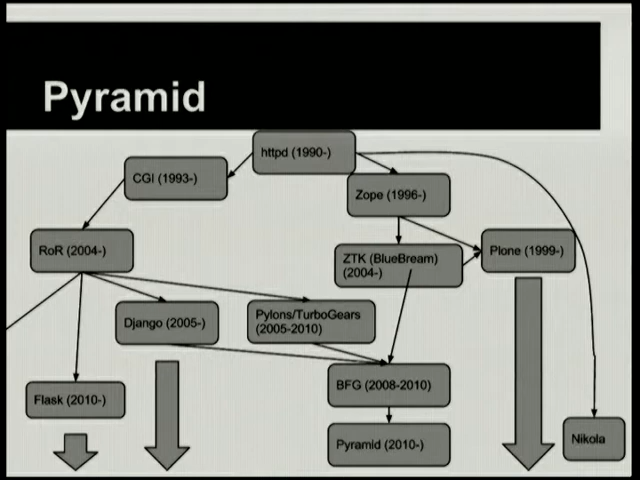 Pyramid
httpd (1990-)
CGI (1993-)
Zope (1996-)
RoR (2004-)
ZTK (BlueBream)
(2004-)
Plone (1999-)
Django (2005-)
Pylons/TurboGears
(2005-2010)
Flask (2010-)
BFG (2008-2010)
Pyramid (2010-)
Nikola